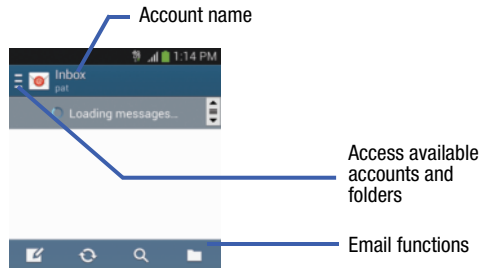 Account name
1:14 PM
Inbox
pat
Loading messages...
Access available
accounts and
folders
Email functions